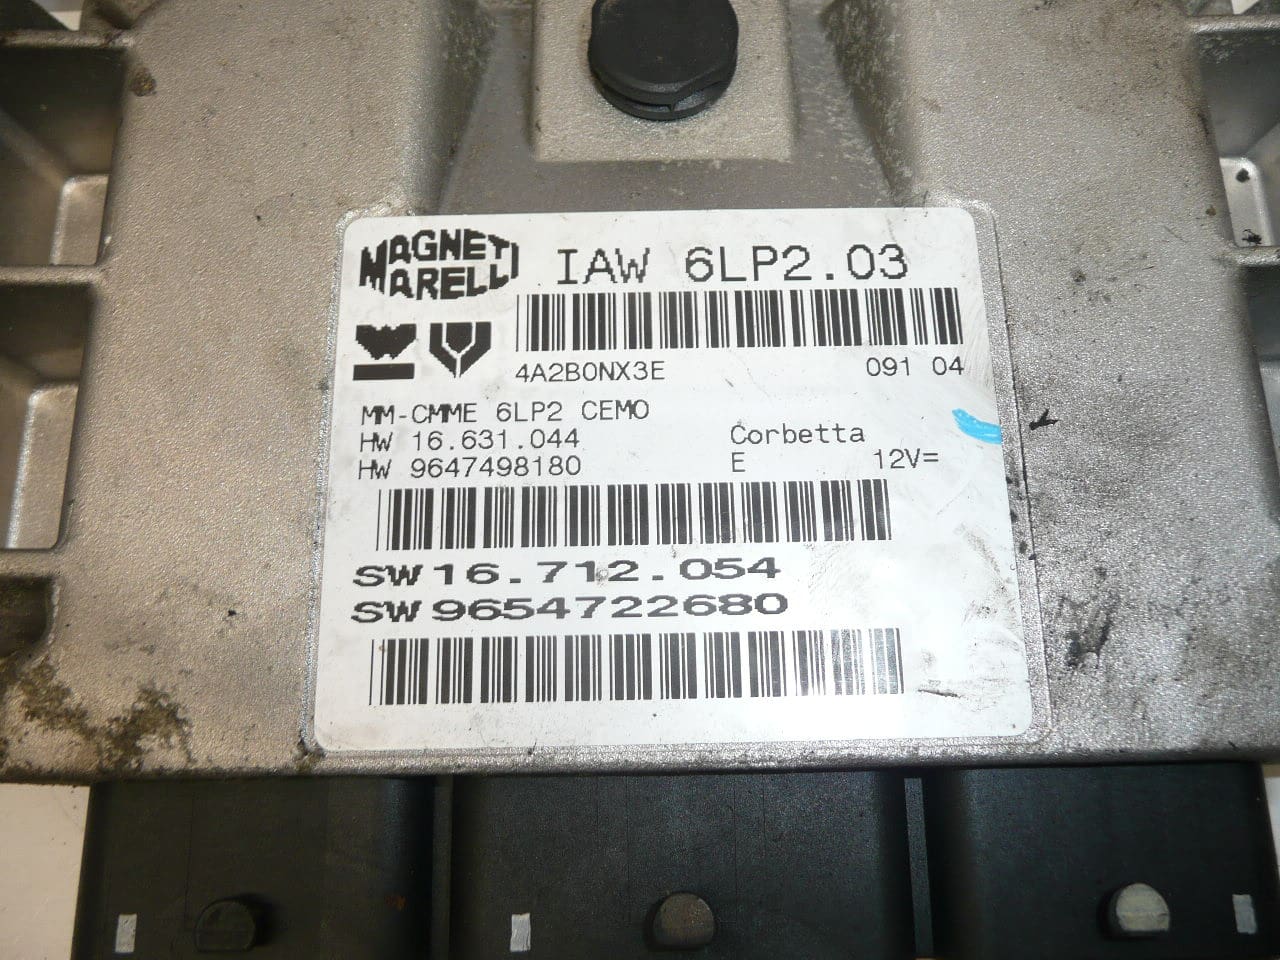 MAGNETI
MARELLI
IAW 6LP2.03
4A2B0NX3E 091 04
MM-CMME 6LP2 CEMO
HW 16.631.044 Corbetta
HW 9647498180 E 12V=
SW 16.712.054
SW 9654722680